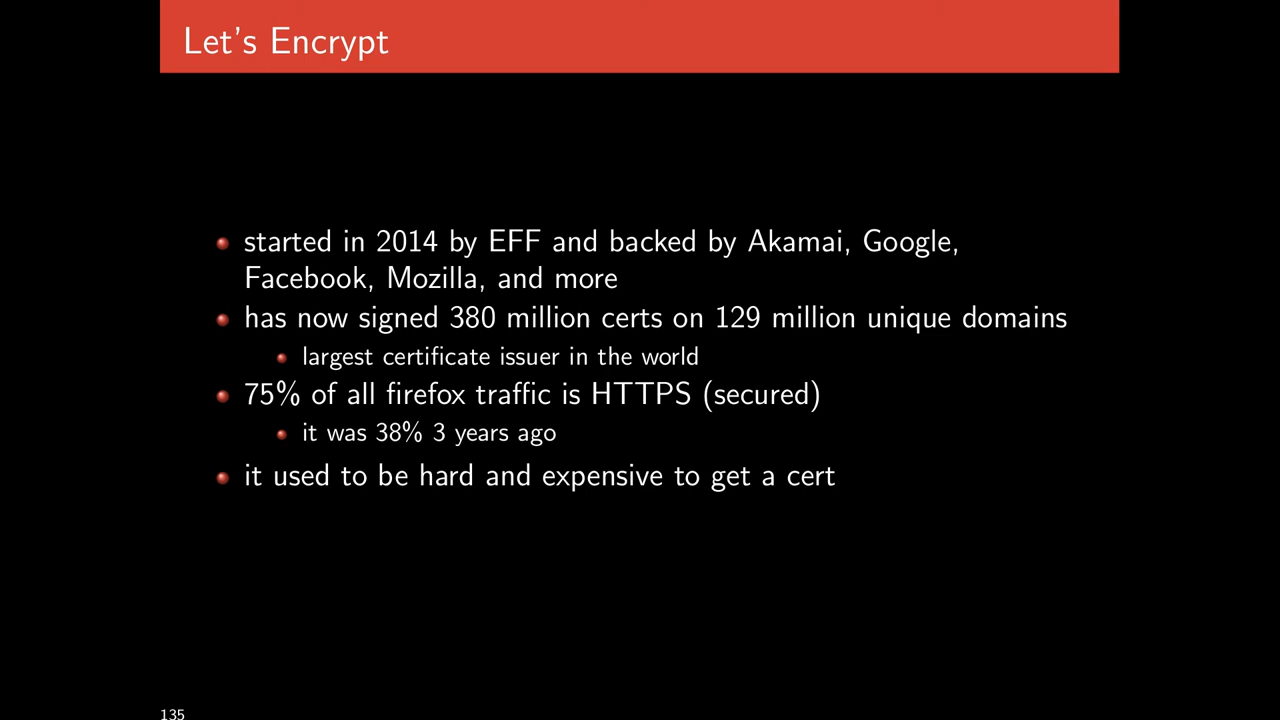 Let's Encrypt
started in 2014 by EFF and backed by Akamai, Google,
Facebook, Mozilla, and more
has now signed 380 million certs on 129 million unique domains
largest certificate issuer in the world
75% of all firefox traffic is HTTPS (secured)
it was 38% 3 years ago
it used to be hard and expensive to get a cert
135